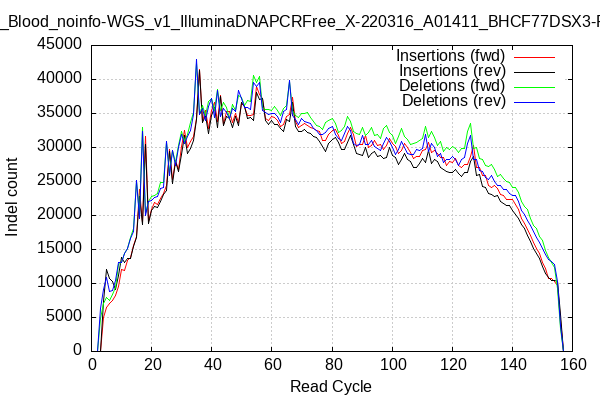 _Blood_noinfo-WGS_v1_IlluminaDNAPCRFree_X-220316_A01411_BHCF77DSX3-
45000
40000
35000
30000
25000
20000
15000
10000
5000
0
Indel count
Insertions (fwd)
Insertions (rev)
Deletions (fwd)
Deletions (rev)
0 20 40 60 80 100 120 140 160
Read Cycle